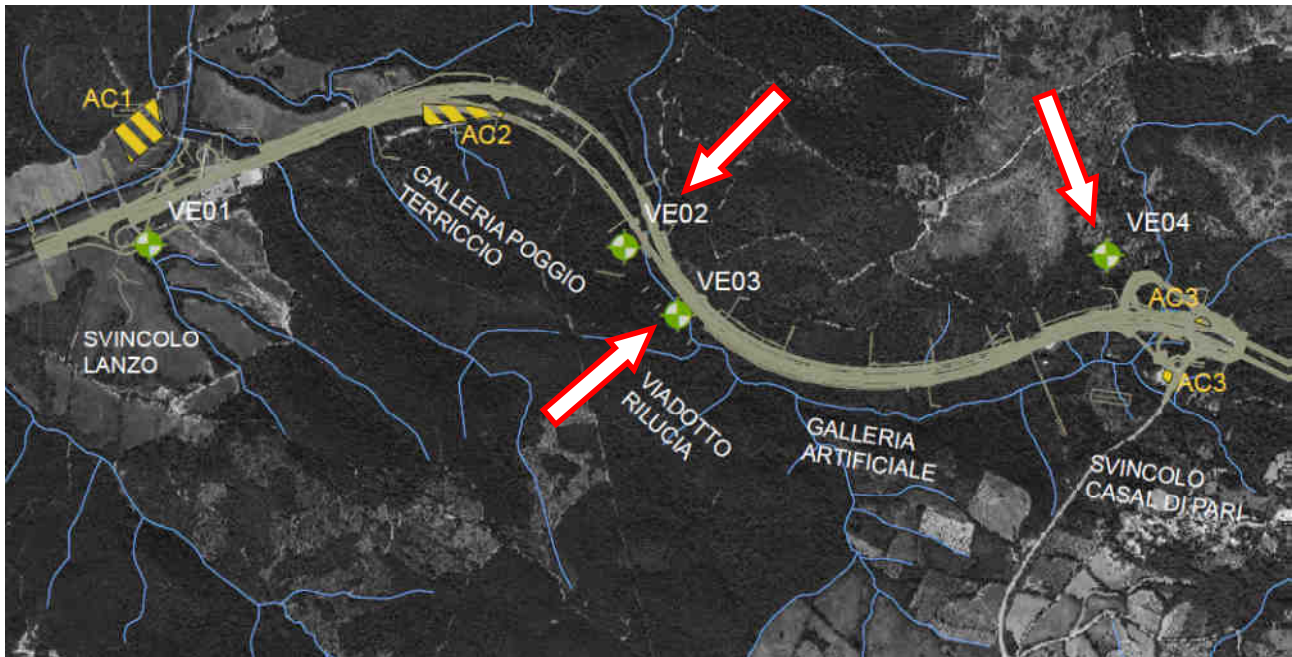 AC1
AC2
VE01
GALLERIA POGGIO
TERRICCIO
VE02
VE03
VE04
AC3
SVINCOLO
LANZO
AC3
VIADOTTO
RILUCIA
GALLERIA
ARTIFICIALE
SVINCOLO
CASAL DI PARI